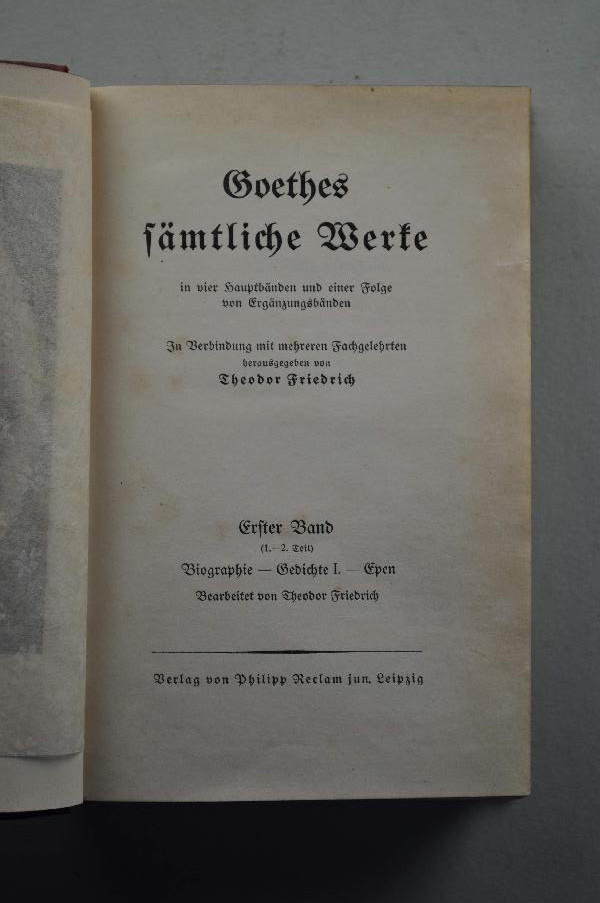 Goethes
sämtliche Werke
in vier Hauptbänden und einer Folge
von Ergänzungsbänden
In Verbindung mit mehreren Fachgelehrten
herausgegeben von
Theodor Friedrich
Erster Band
(1.–2. Teil)
Biographie — Gedichte I. — Epen
Bearbeitet von Theodor Friedrich
Verlag von Philipp Reclam jun. Leipzig